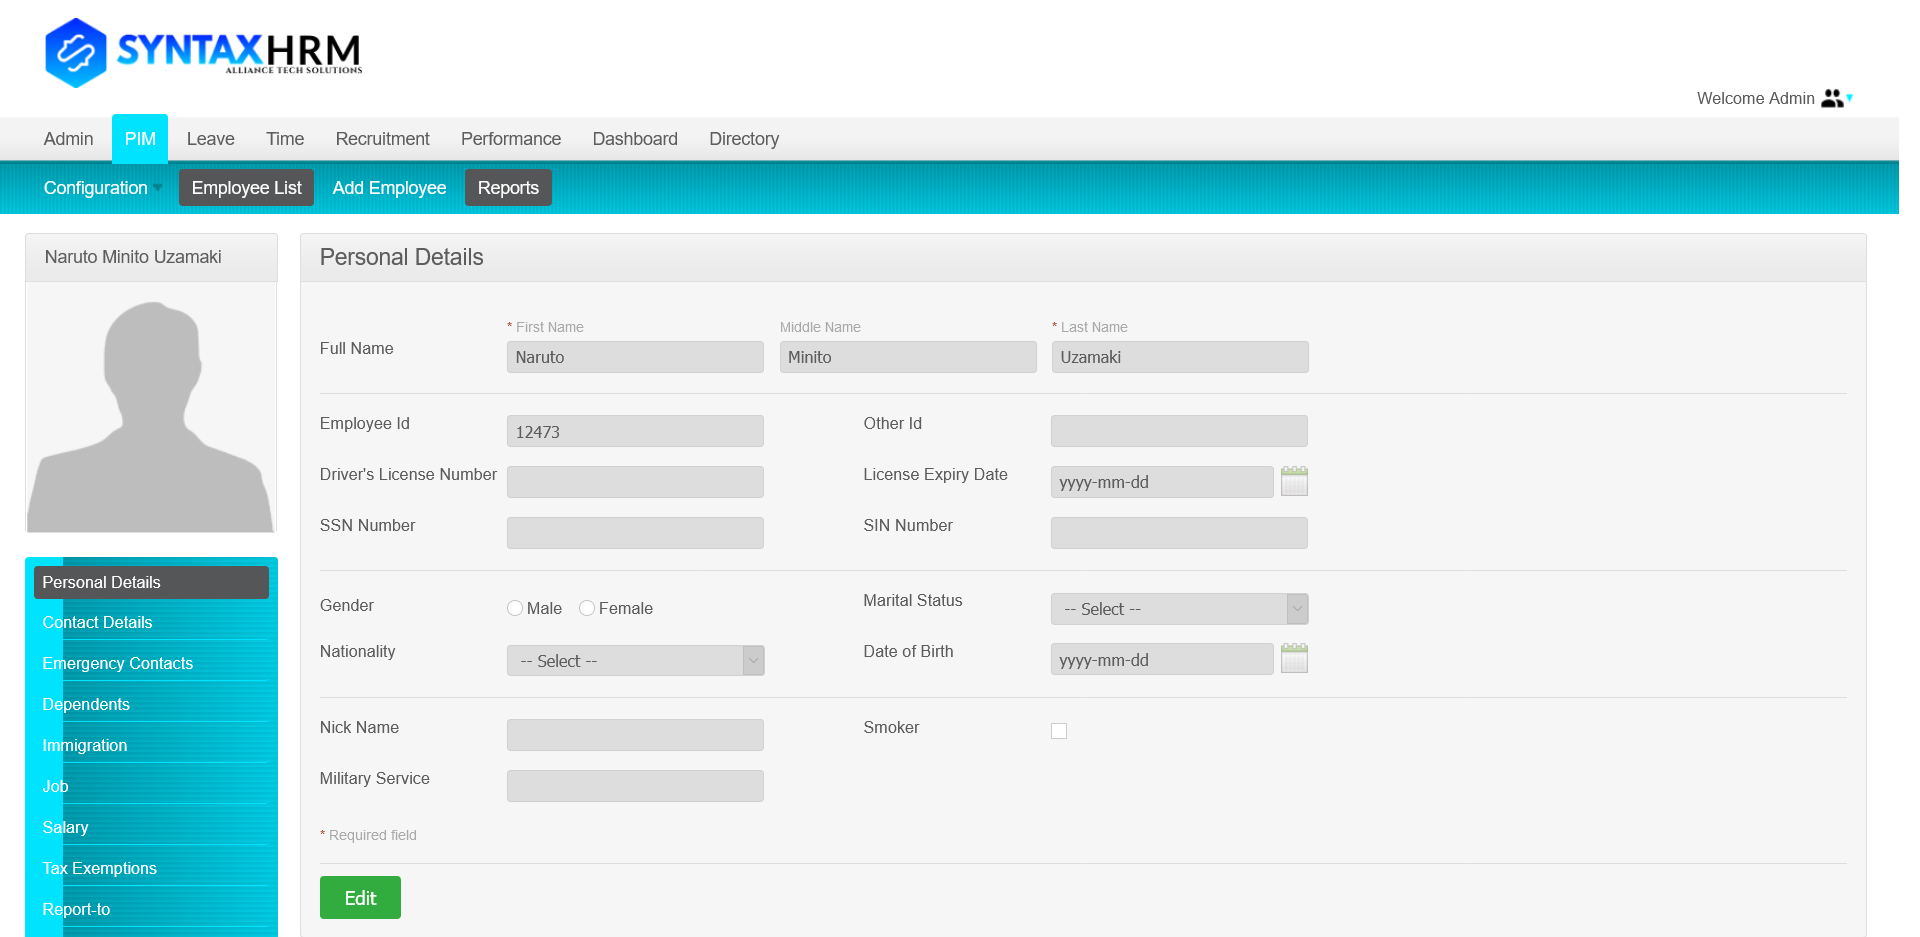 SYNTAXHRM
ALLIANCE TECH SOLUTIONS
Welcome Admin
Admin PIM Leave Time Recruitment Performance Dashboard Directory
Configuration Employee List Add Employee Reports
Naruto Minito Uzamaki
Personal Details
* First Name Middle Name * Last Name
Full Name Naruto Minito Uzamaki
Employee Id 12473 Other Id
Driver's License Number License Expiry Date yyyy-mm-dd
SSN Number SIN Number
Gender Male Female Marital Status -- Select --
Nationality -- Select -- Date of Birth yyyy-mm-dd
Nick Name Smoker
Military Service
* Required field
Edit
Personal Details
Contact Details
Emergency Contacts
Dependents
Immigration
Job
Salary
Tax Exemptions
Report-to